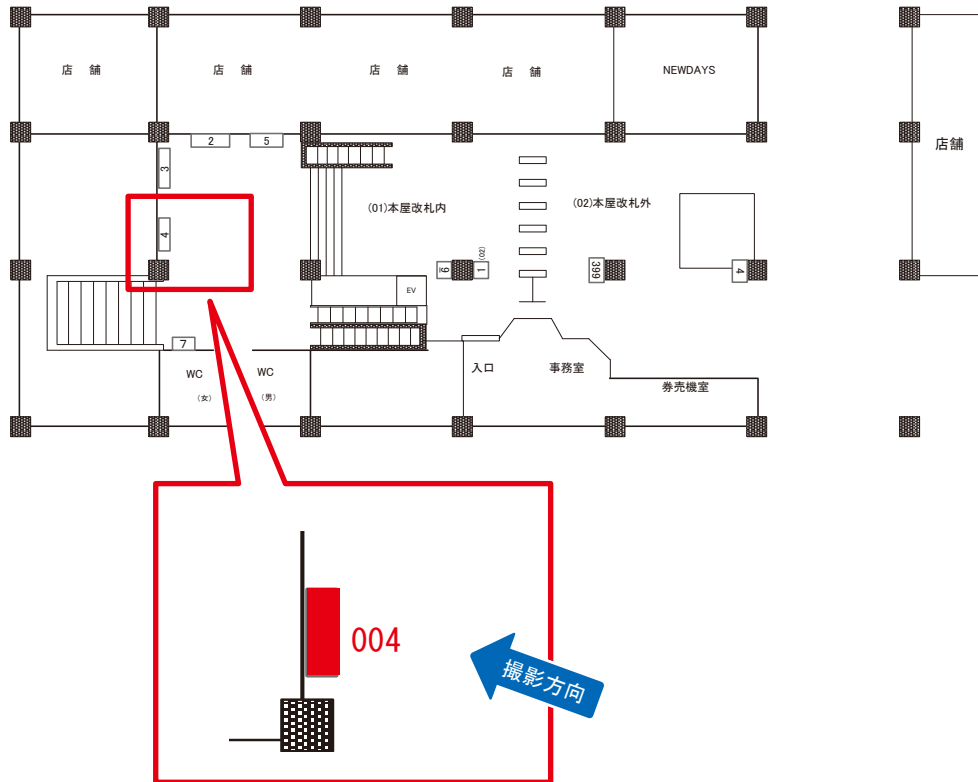 店 舗
店 舗
店 舗
店 舗
NEWDAYS
店舗
2
5
3
4
(01)本屋改札内
(02)本屋改札外
6
1
(02)
399
4
EV
7
WC
(女)
WC
(男)
入口
事務室
券売機室
004
撮影方向